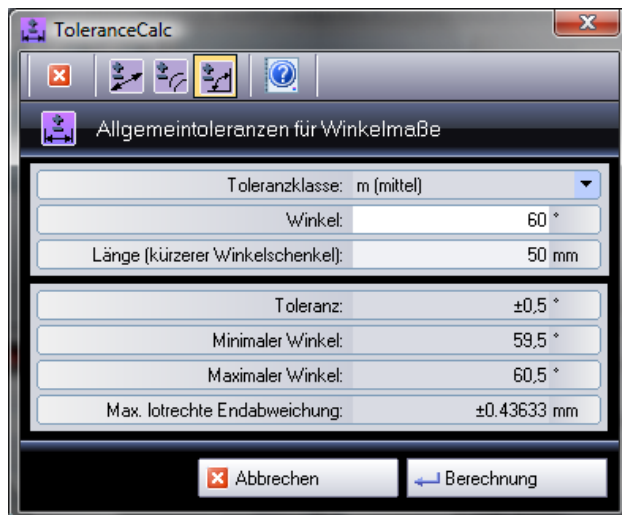 ToleranceCalc
Allgemeintoleranzen für Winkelmaße
Toleranzklasse: m (mittel)
Winkel: 60 °
Länge (kürzerer Winkelschenkel): 50 mm
Toleranz: ±0,5 °
Minimaler Winkel: 59,5 °
Maximaler Winkel: 60,5 °
Max. lotrechte Endabweichung: ±0.43633 mm
Abbrechen Berechnung